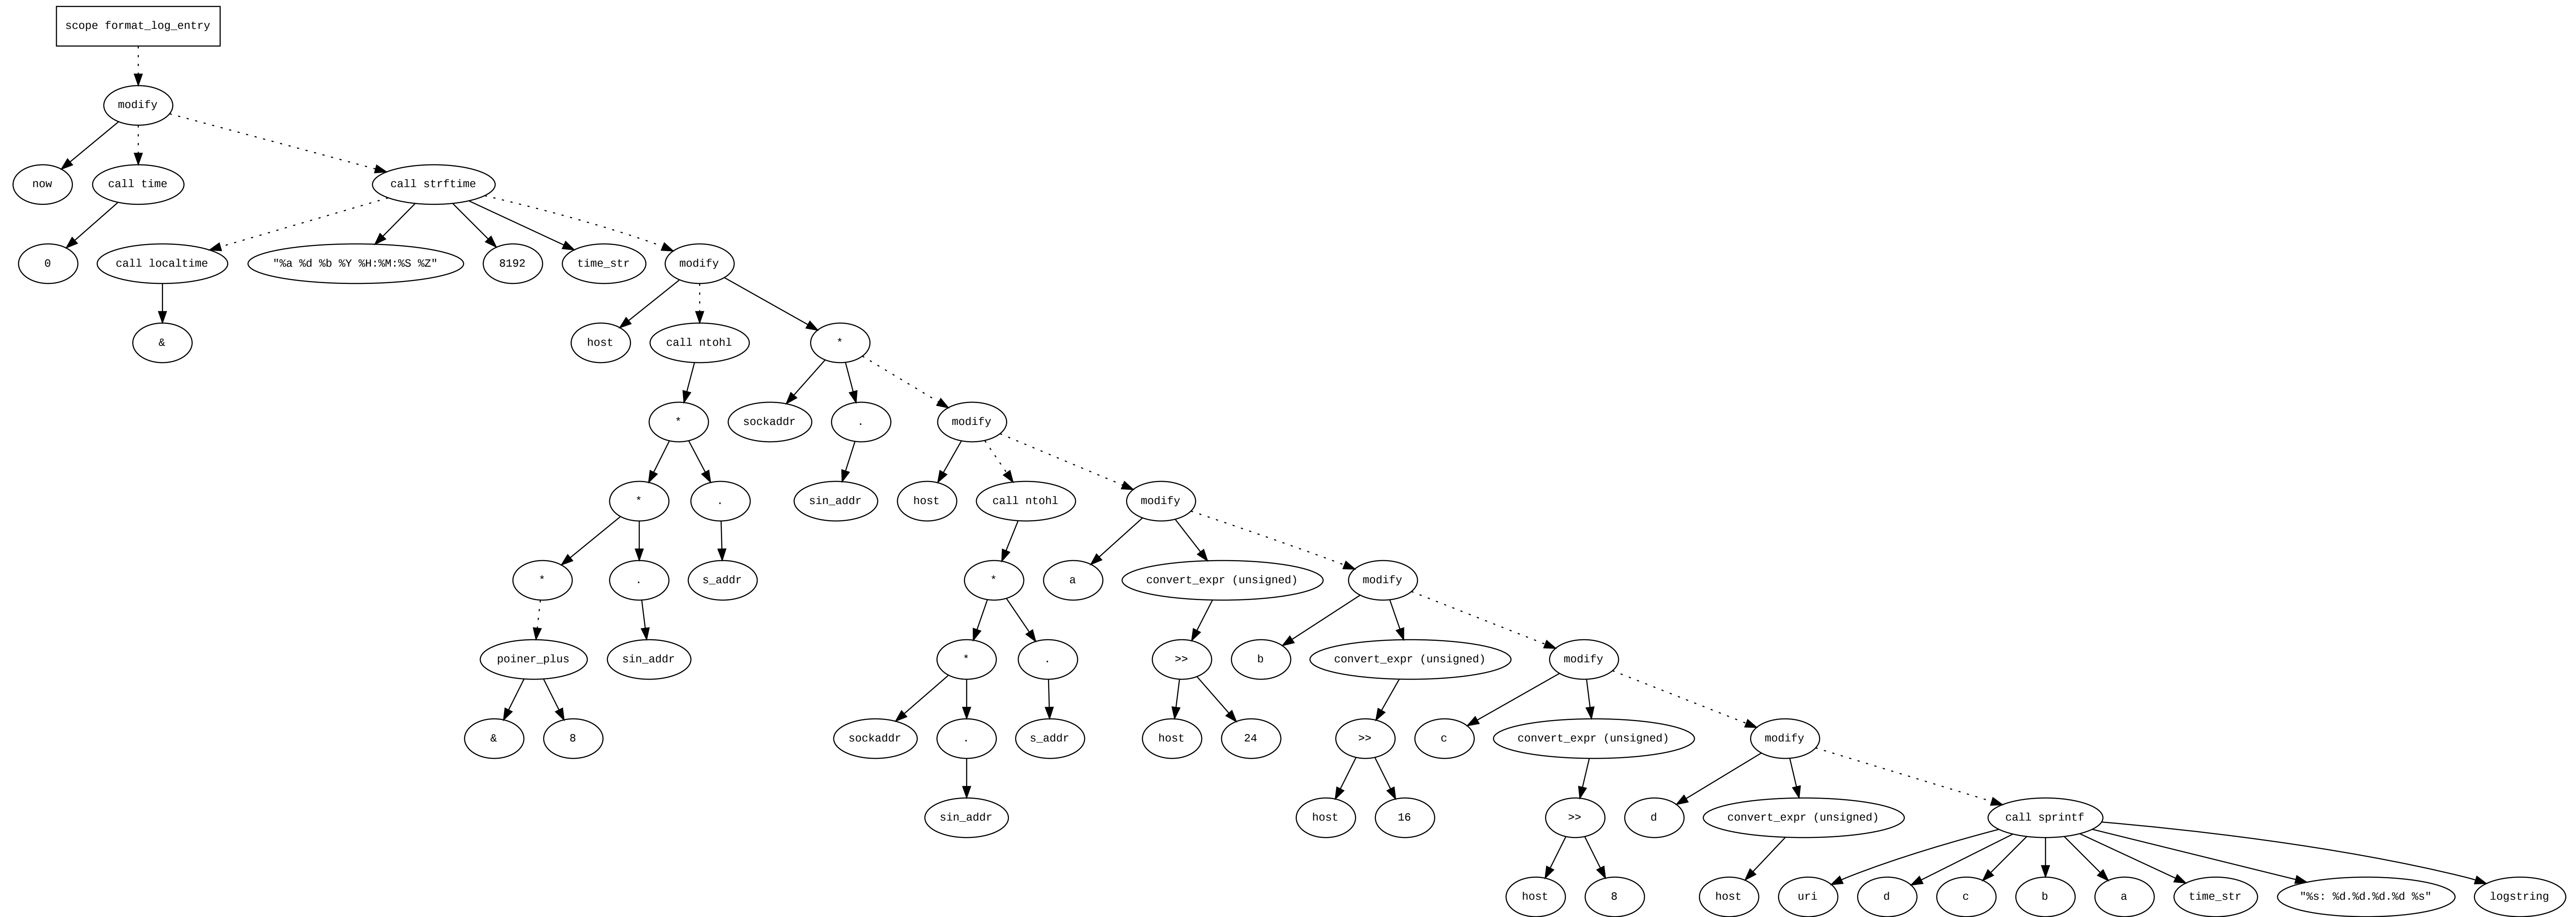 scope format_log_entry
modify
now
call time
call strftime
0
call localtime
"%a %d %b %Y %H:%M:%S %Z"
8192
time_str
modify
&
host
call ntohl
*
*
sockaddr
.
modify
*
.
sin_addr
host
call ntohl
modify
*
.
s_addr
*
a
convert_expr (unsigned)
modify
poiner_plus
sin_addr
*
.
>>
b
convert_expr (unsigned)
modify
&
8
sockaddr
.
s_addr
host
24
>>
c
convert_expr (unsigned)
modify
sin_addr
host
16
>>
d
convert_expr (unsigned)
call sprintf
host
8
host
uri
d
c
b
a
time_str
"%s: %d.%d.%d.%d %s"
logstring